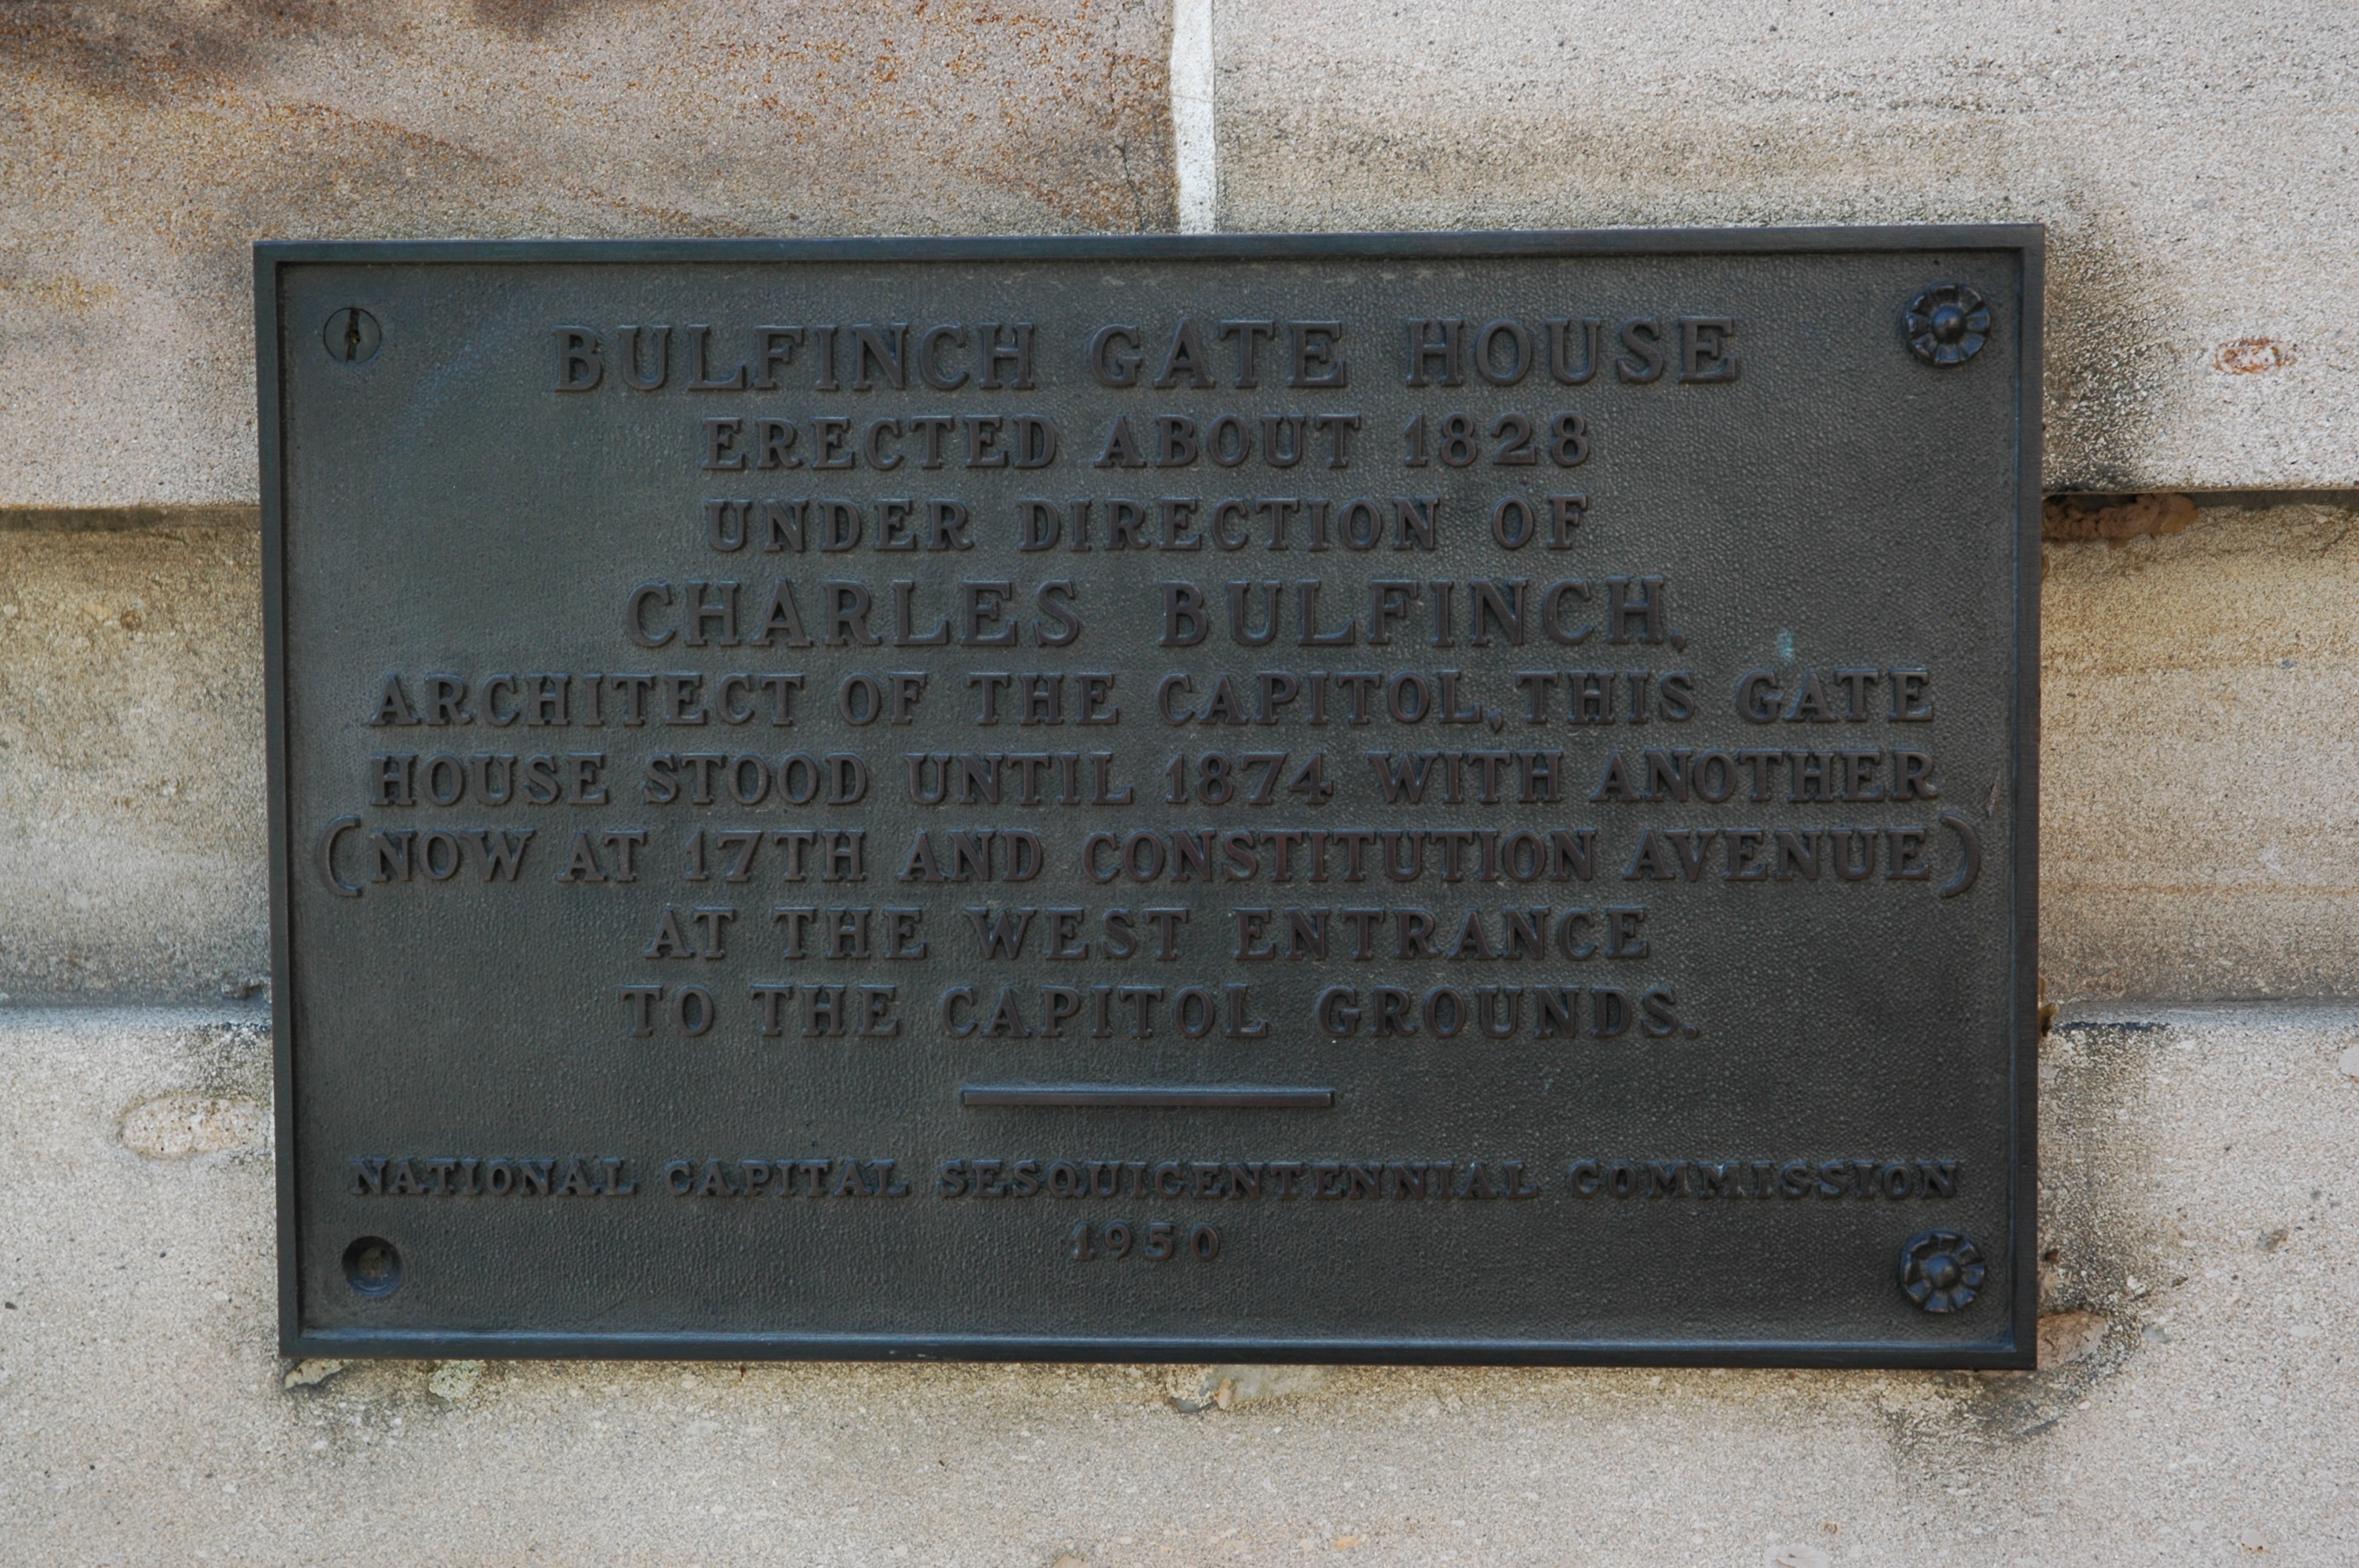 BULFINCH GATE HOUSE
ERECTED ABOUT 1828
UNDER DIRECTION OF
CHARLES BULFINCH,
ARCHITECT OF THE CAPITOL, THIS GATE
HOUSE STOOD UNTIL 1874 WITH ANOTHER
(NOW AT 17TH AND CONSTITUTION AVENUE)
AT THE WEST ENTRANCE
TO THE CAPITOL GROUNDS.
NATIONAL CAPITAL SESQUICENTENNIAL COMMISSION
1950